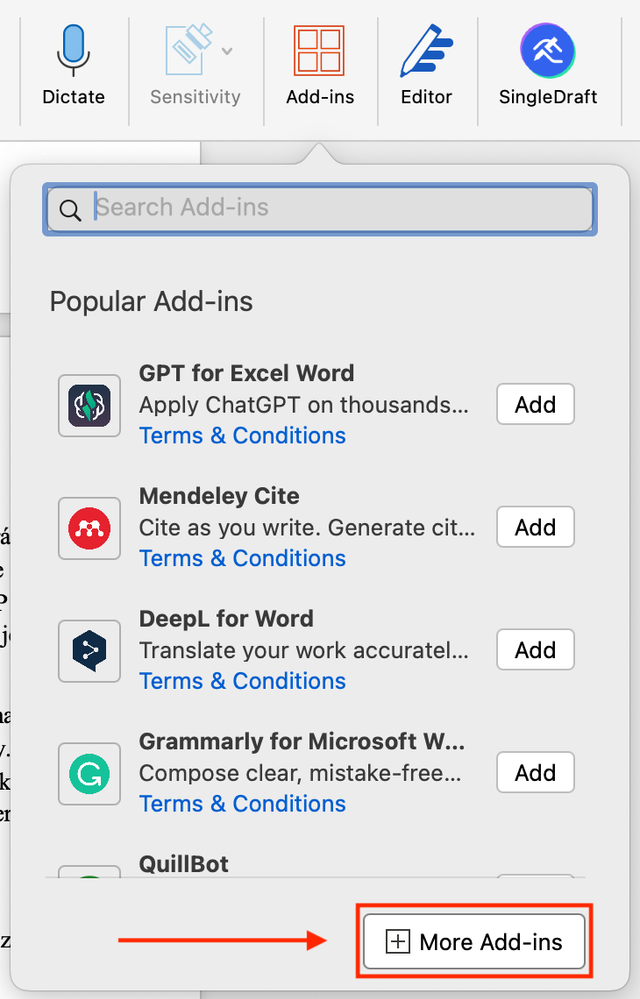 Dictate
Sensitivity
Add-ins
Editor
SingleDraft
Search Add-ins
Popular Add-ins
GPT for Excel Word
Apply ChatGPT on thousands...
Terms & Conditions
Add
Mendeley Cite
Cite as you write. Generate cit...
Terms & Conditions
Add
DeepL for Word
Translate your work accuratel...
Terms & Conditions
Add
Grammarly for Microsoft W...
Compose clear, mistake-free...
Terms & Conditions
Add
QuillBot
More Add-ins